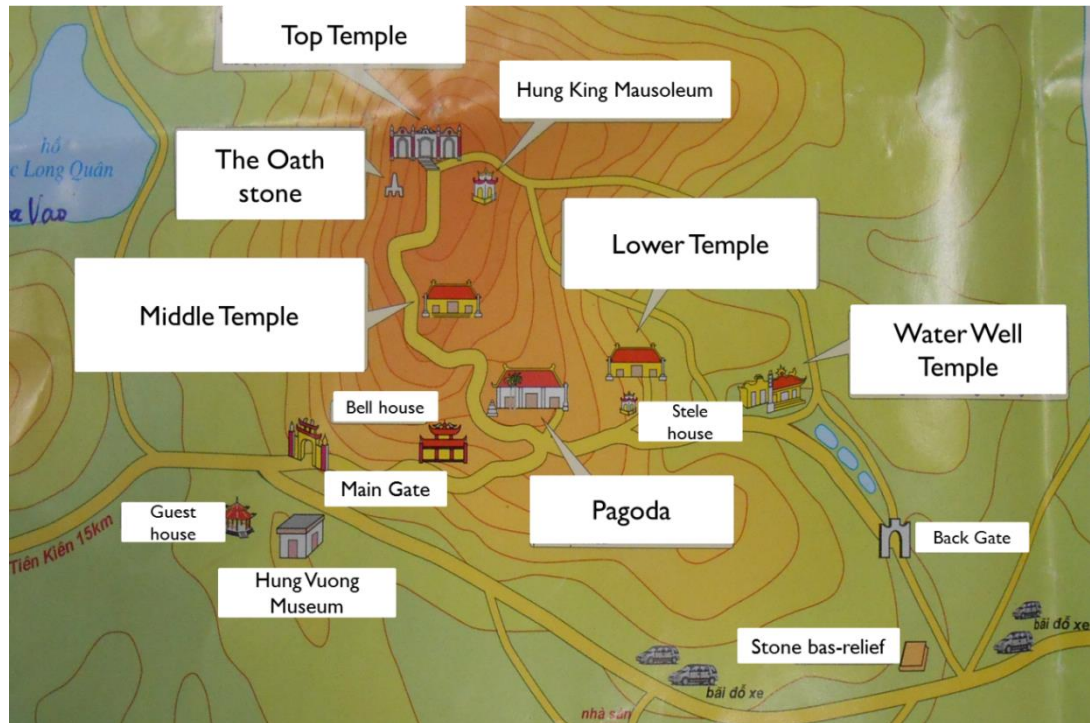 Top Temple
Hung King Mausoleum
hồ
c Long Quân
a Vao
The Oath
stone
Lower Temple
Middle Temple
Water Well
Temple
Bell house
Stele
house
Main Gate
Pagoda
Guest
house
Tiên Kiên 15km
Back Gate
Hung Vuong
Museum
Stone bas-relief
bãi đỗ xe
bãi đỗ xe
nhà sàn